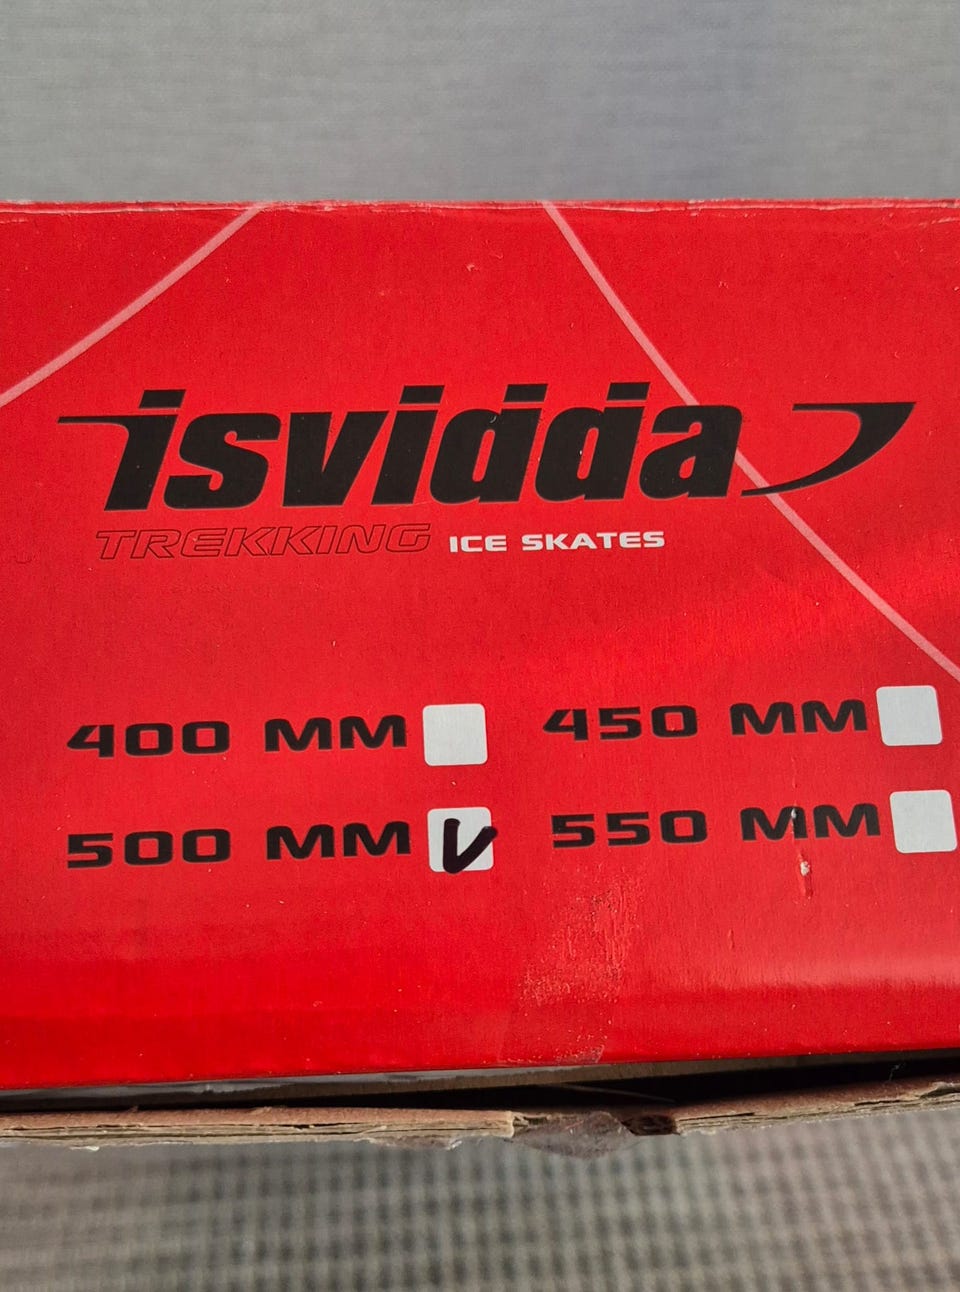 isvidda
TREKKING ICE SKATES
400 MM 450 MM
500 MM V 550 MM